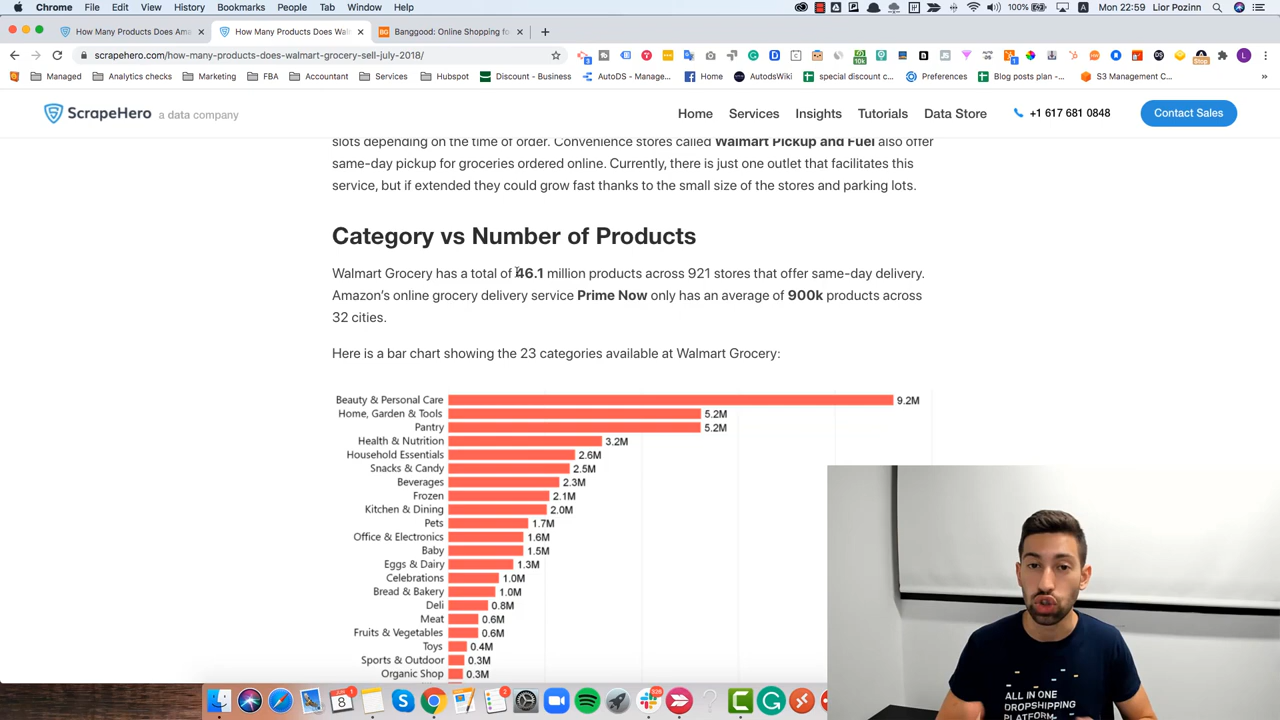 Chrome File Edit View History Bookmarks People Tab Window Help
100% Mon 22:59 Lior Pozinn
How Many Products Does Ama
How Many Products Does Wal
Banggood: Online Shopping fo
scrapehero.com/how-many-products-does-walmart-grocery-sell-july-2018/
Managed Analytics checks Marketing FBA Accountant Services Hubspot Discount - Business AutoDS - Manage... Home AutodsWiki special discount c... Preferences Blog posts plan -... S3 Management C...
ScrapeHero a data company
Home Services Insights Tutorials Data Store +1 617 681 0848 Contact Sales
slots depending on the time of order. Convenience stores called Walmart Pickup and Fuel also offer
same-day pickup for groceries ordered online. Currently, there is just one outlet that facilitates this
service, but if extended they could grow fast thanks to the small size of the stores and parking lots.
Category vs Number of Products
Walmart Grocery has a total of 46.1 million products across 921 stores that offer same-day delivery.
Amazon's online grocery delivery service Prime Now only has an average of 900k products across
32 cities.
Here is a bar chart showing the 23 categories available at Walmart Grocery:
Beauty & Personal Care 9.2M
Home, Garden & Tools 5.2M
Pantry 5.2M
Health & Nutrition 3.2M
Household Essentials 2.6M
Snacks & Candy 2.5M
Beverages 2.3M
Frozen 2.1M
Kitchen & Dining 2.0M
Pets 1.7M
Office & Electronics 1.6M
Baby 1.5M
Eggs & Dairy 1.3M
Celebrations 1.0M
Bread & Bakery 1.0M
Deli 0.8M
Meat 0.6M
Fruits & Vegetables 0.6M
Toys 0.4M
Sports & Outdoor 0.3M
Organic Shop 0.3M
ALL IN ONE
DROPSHIPPING
PLATFORM